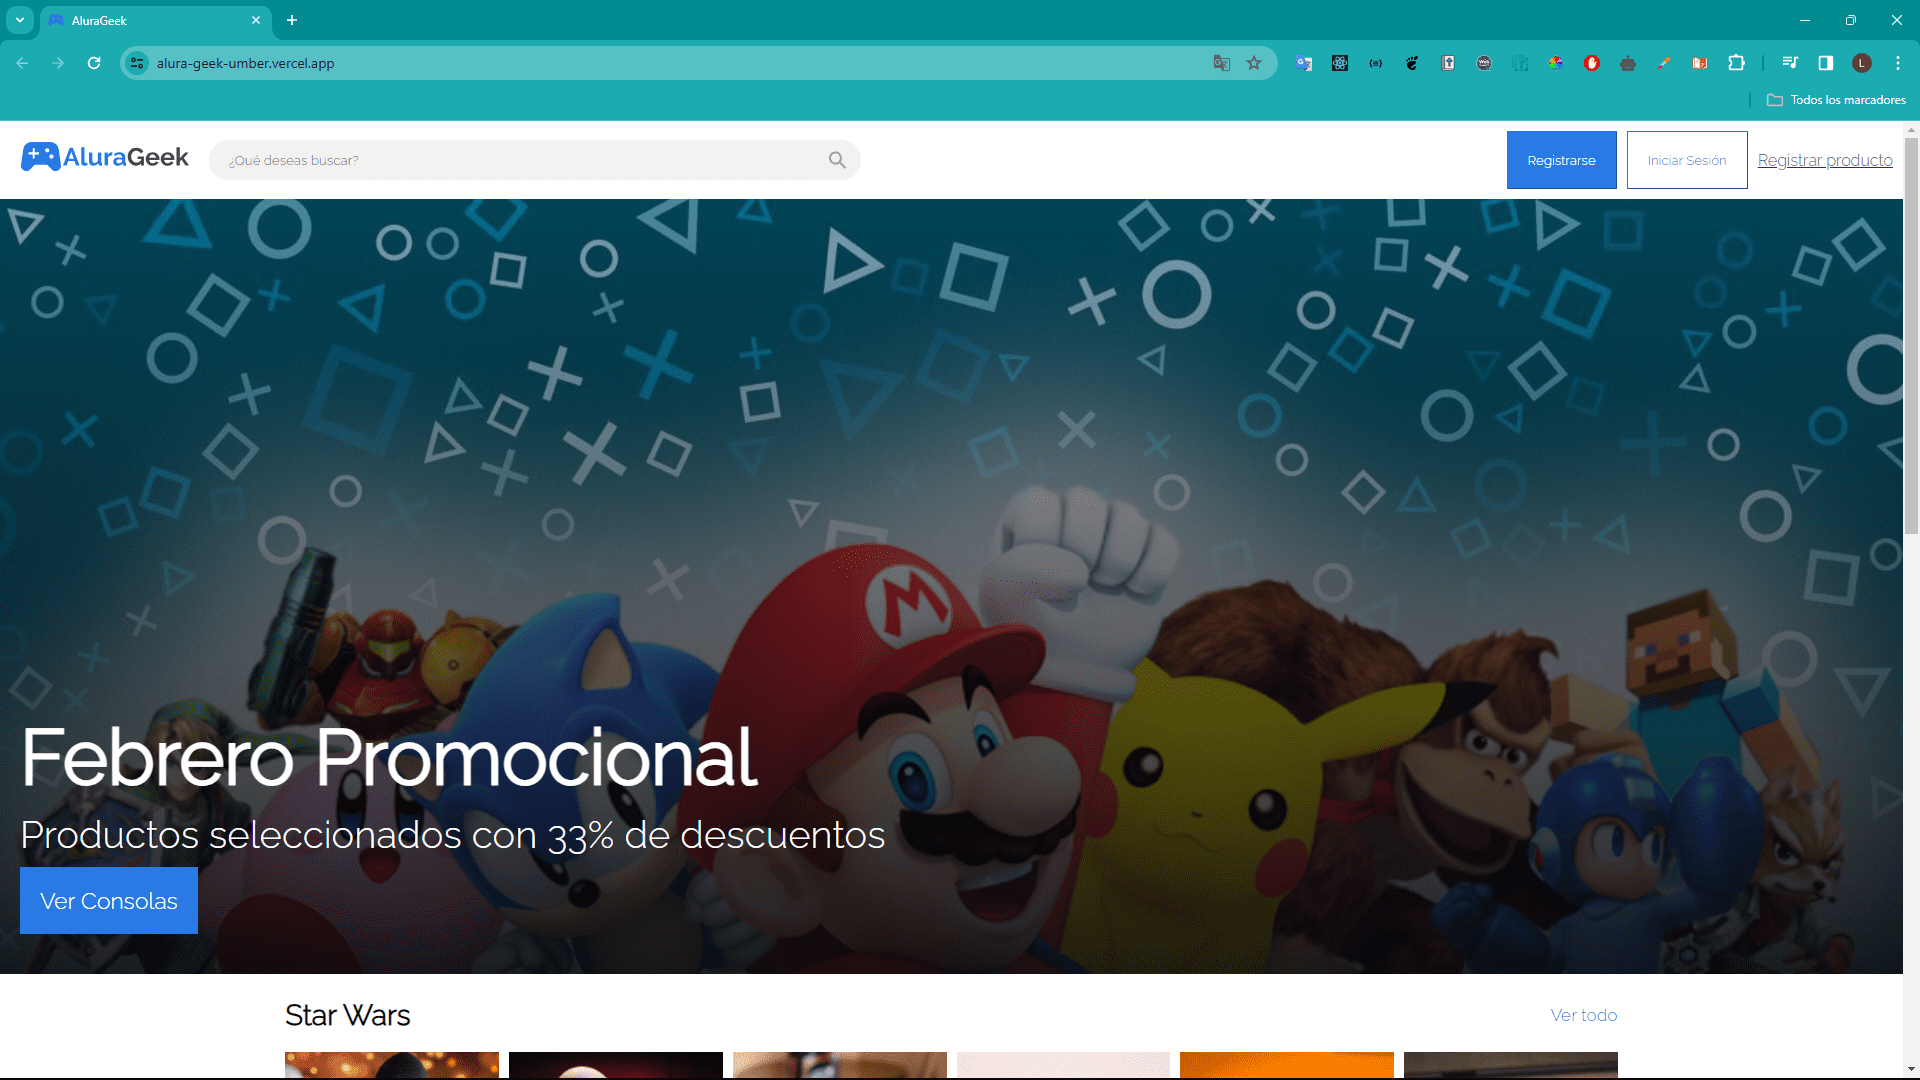 AluraGeek
alura-geek-umber.vercel.app
L
Todos los marcadores
AluraGeek
¿Qué deseas buscar?
Registrarse
Iniciar Sesión
Registrar producto
M
Febrero Promocional
Productos seleccionados con 33% de descuentos
Ver Consolas
Star Wars
Ver todo